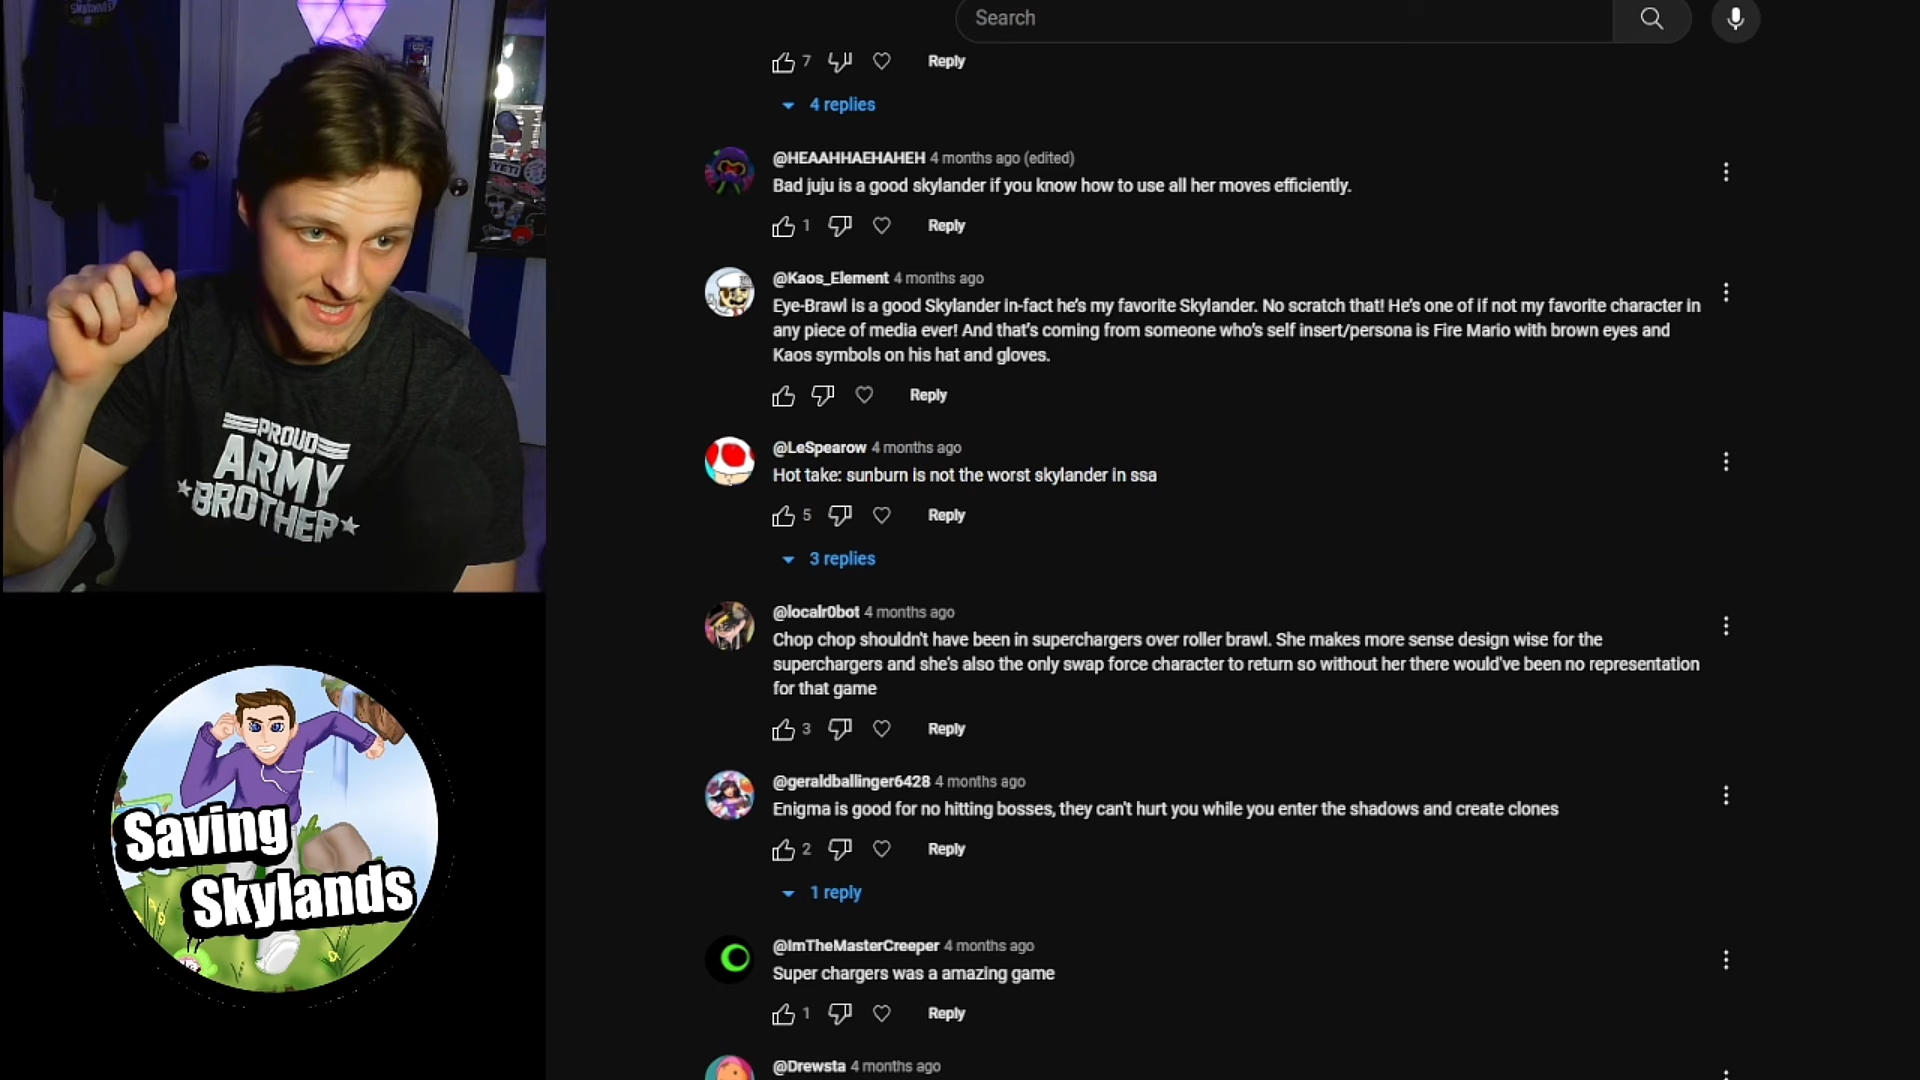 Search
7 Reply
4 replies
@HEAAHHAEHAHEH 4 months ago (edited)
Bad juju is a good skylander if you know how to use all her moves efficiently.
1 Reply
@Kaos_Element 4 months ago
Eye-Brawl is a good Skylander in-fact he's my favorite Skylander. No scratch that! He's one of if not my favorite character in
any piece of media ever! And that's coming from someone who's self insert/persona is Fire Mario with brown eyes and
Kaos symbols on his hat and gloves.
Reply
@LeSpearow 4 months ago
Hot take: sunburn is not the worst skylander in ssa
5 Reply
3 replies
@localr0bot 4 months ago
Chop chop shouldn't have been in superchargers over roller brawl. She makes more sense design wise for the
superchargers and she's also the only swap force character to return so without her there would've been no representation
for that game
3 Reply
@geraldballinger6428 4 months ago
Enigma is good for no hitting bosses, they can't hurt you while you enter the shadows and create clones
2 Reply
1 reply
@ImTheMasterCreeper 4 months ago
Super chargers was a amazing game
1 Reply
@Drewsta 4 months ago
YETI
PROUD
ARMY
BROTHER
Saving
Skylands